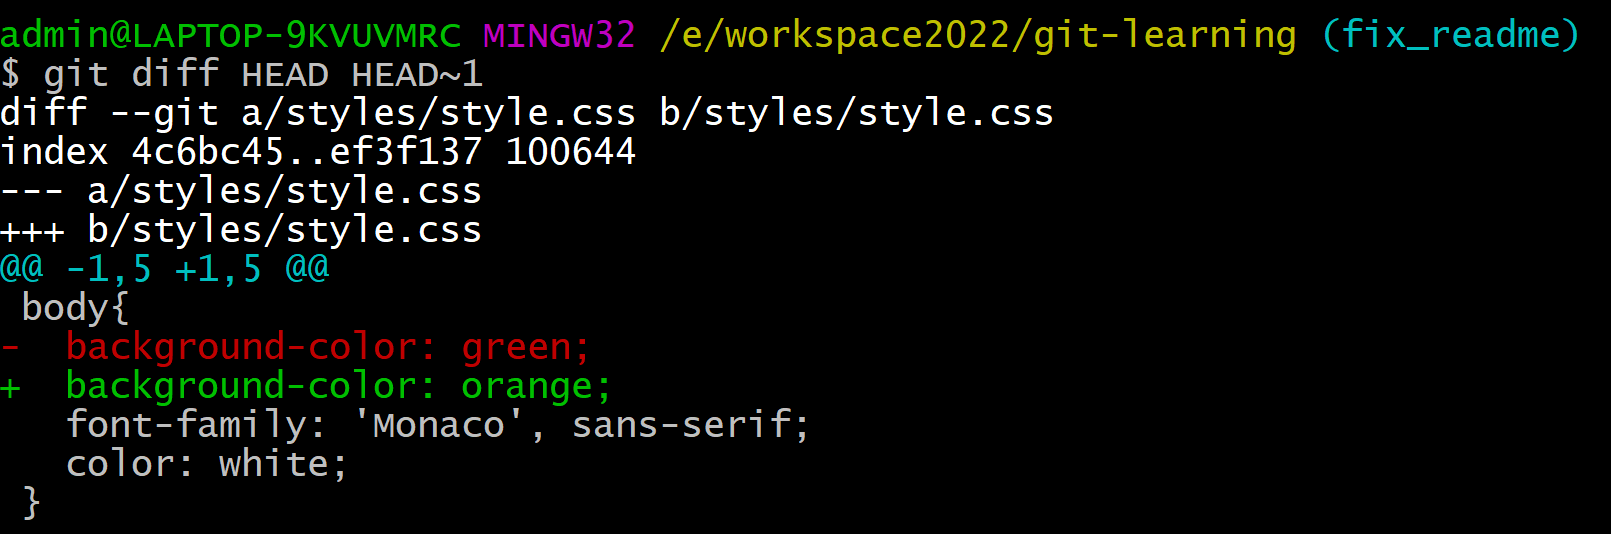 admin@LAPTOP-9KVUVMRC MINGW32 /e/workspace2022/git-learning (fix_readme)
$ git diff HEAD HEAD~1
diff --git a/styles/style.css b/styles/style.css
index 4c6bc45..ef3f137 100644
--- a/styles/style.css
+++ b/styles/style.css
@@ -1,5 +1,5 @@
 body{
-  background-color: green;
+  background-color: orange;
   font-family: 'Monaco', sans-serif;
   color: white;
 }